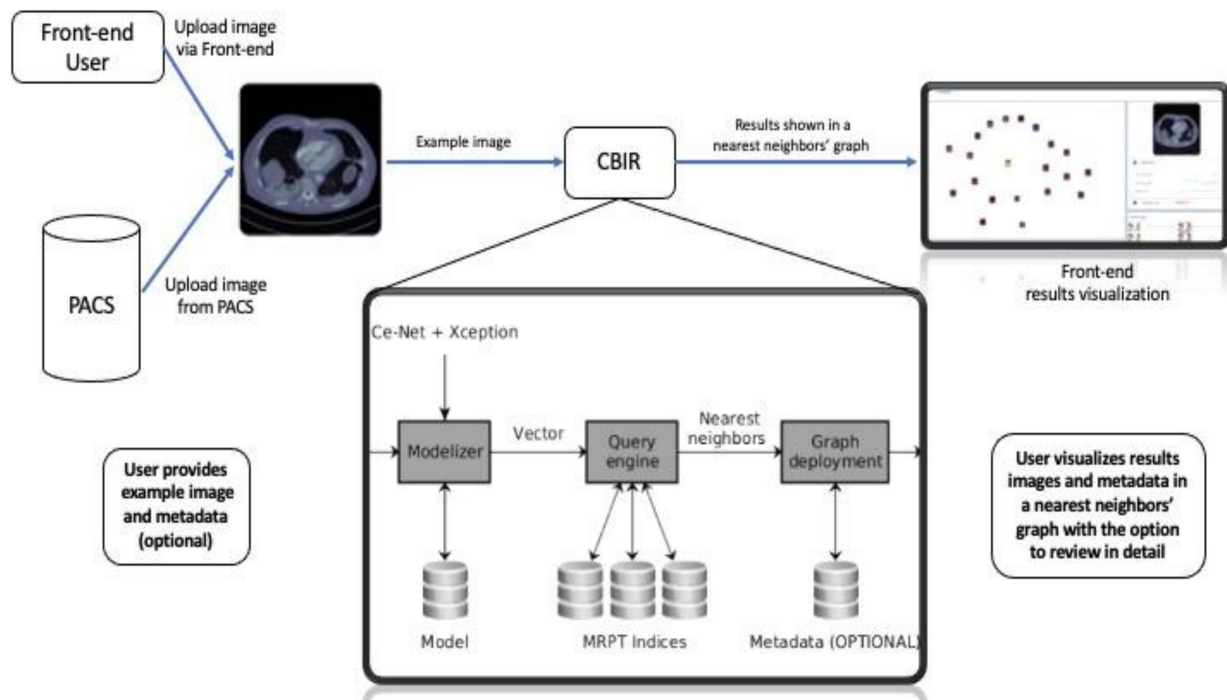 Front-end
User
Upload image
via Front-end
PACS
Upload image
from PACS
Example image
CBIR
Results shown in a
nearest neighbors' graph
Front-end
results visualization
Ce-Net + Xception
Modelizer
Vector
Query
engine
Nearest
neighbors
Graph
deployment
Model
MRPT Indices
Metadata (OPTIONAL)
User provides
example image
and metadata
(optional)
User visualizes results
images and metadata in
a nearest neighbors'
graph with the option
to review in detail